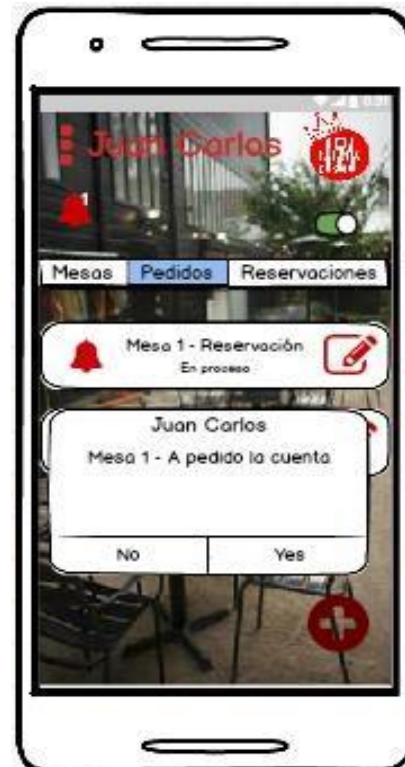 Juan Carlos
Mesas Pedidos Reservaciones
Mesa 1 - Reservación
En proceso
Juan Carlos
Mesa 1 - A pedido la cuenta
No Yes